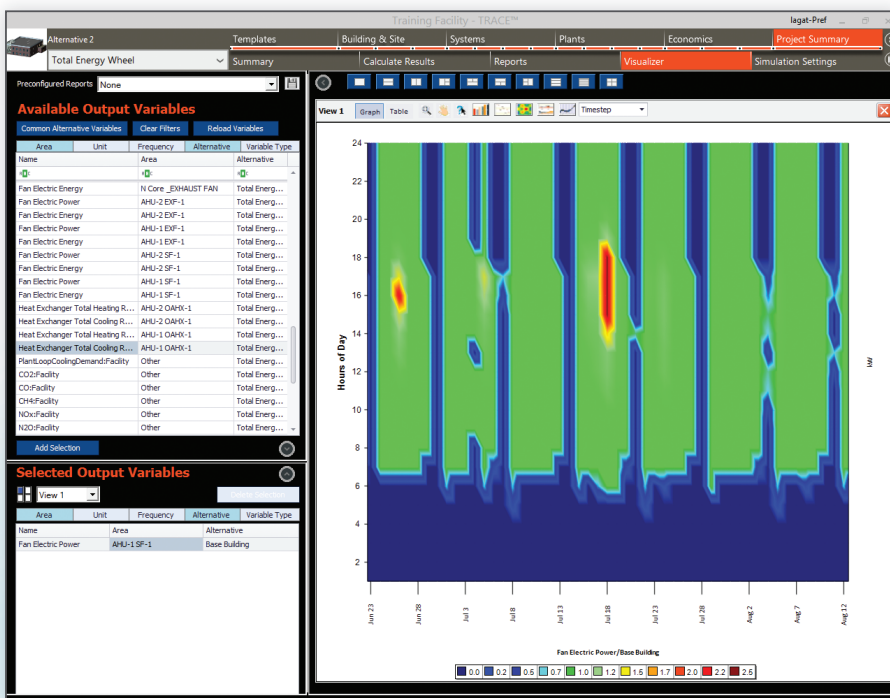 Training Facility - TRACE™
lagat-Pref
Alternative 2
Templates
Building & Site
Systems
Plants
Economics
Project Summary
Total Energy Wheel
Summary
Calculate Results
Reports
Visualizer
Simulation Settings
Preconfigured Reports None
Available Output Variables
Common Alternative Variables Clear Filters Reload Variables
Area Unit Frequency Alternative Variable Type
Name Area Alternative
Fan Electric Energy N Core _EXHAUST FAN Total Energ...
Fan Electric Power AHU-2 EXF-1 Total Energ...
Fan Electric Energy AHU-2 EXF-1 Total Energ...
Fan Electric Power AHU-1 EXF-1 Total Energ...
Fan Electric Energy AHU-1 EXF-1 Total Energ...
Fan Electric Power AHU-2 SF-1 Total Energ...
Fan Electric Energy AHU-2 SF-1 Total Energ...
Fan Electric Power AHU-1 SF-1 Total Energ...
Fan Electric Energy AHU-1 SF-1 Total Energ...
Heat Exchanger Total Heating R... AHU-2 OAHX-1 Total Energ...
Heat Exchanger Total Cooling R... AHU-2 OAHX-1 Total Energ...
Heat Exchanger Total Heating R... AHU-1 OAHX-1 Total Energ...
Heat Exchanger Total Cooling R... AHU-1 OAHX-1 Total Energ...
PlantLoopCoolingDemand:Facility Other Total Energ...
CO2:Facility Other Total Energ...
CO:Facility Other Total Energ...
CH4:Facility Other Total Energ...
NOx:Facility Other Total Energ...
N2O:Facility Other Total Energ...
Add Selection
Selected Output Variables
View 1
Area Unit Frequency Alternative Variable Type
Name Area Alternative
Fan Electric Power AHU-1 SF-1 Base Building
View 1 Graph Table Timestep
24
22
20
18
16
14
12
10
8
6
4
2
Hours of Day
kW
Jun 23
Jun 28
Jul 3
Jul 8
Jul 13
Jul 18
Jul 23
Jul 28
Aug 2
Aug 7
Aug 12
Fan Electric Power/Base Building
0.0 0.2 0.5 0.7 1.0 1.2 1.5 1.7 2.0 2.2 2.5